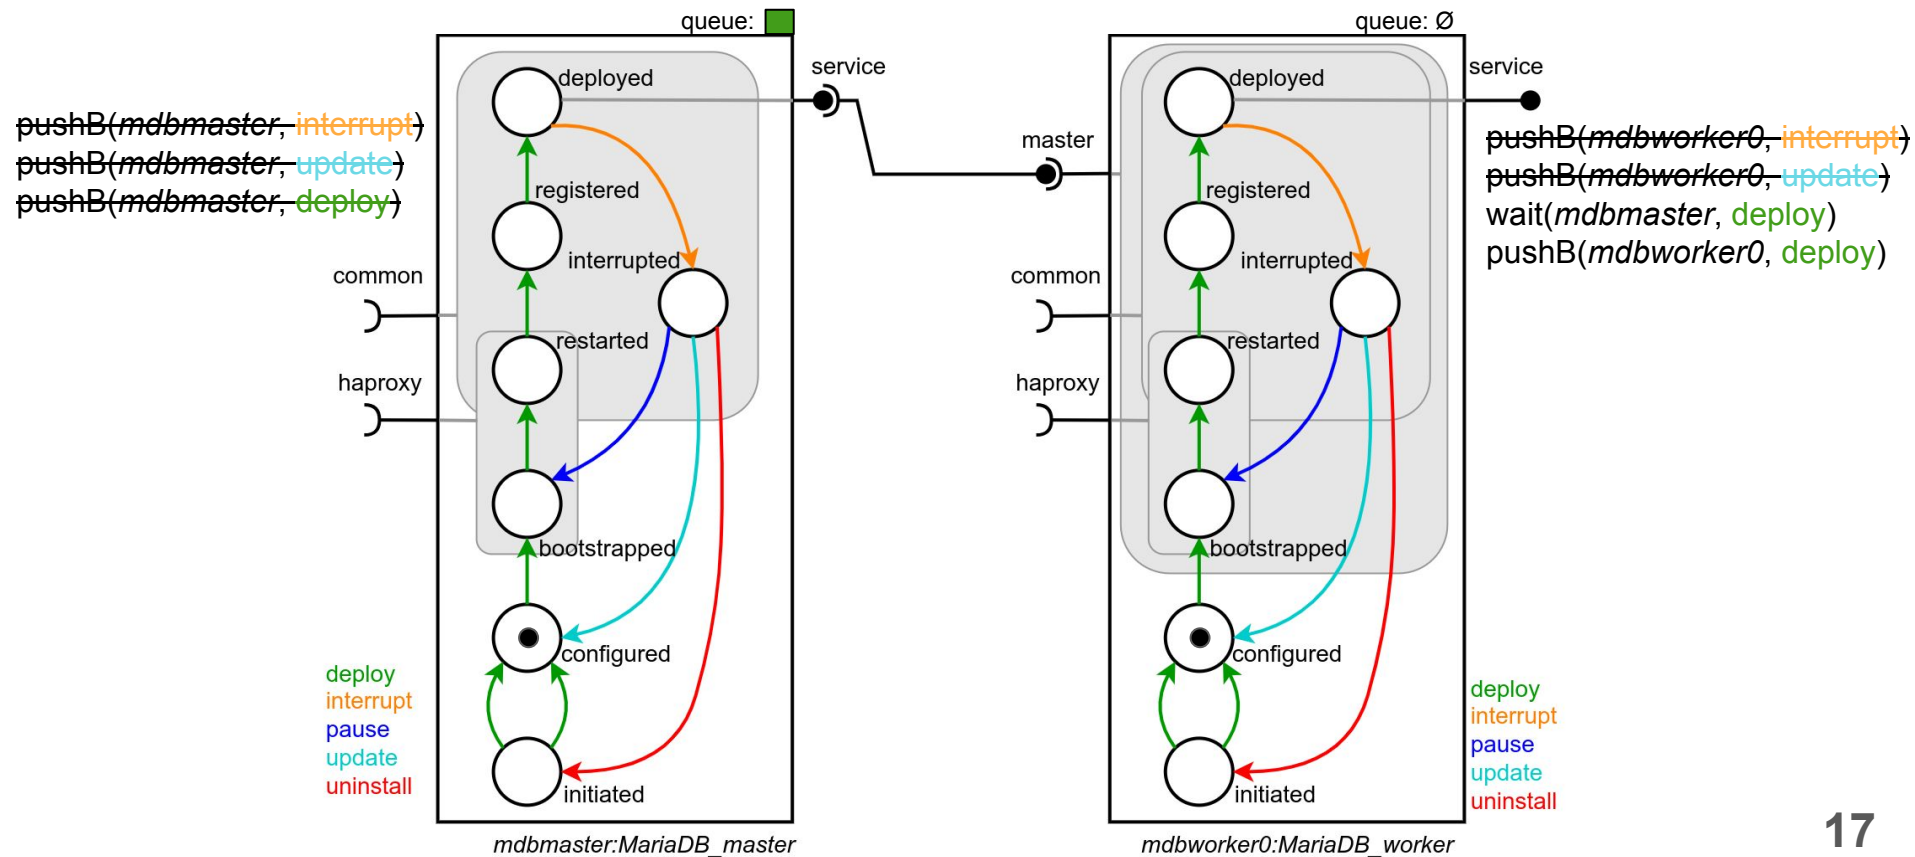 queue:
queue: Ø
deployed
service
deployed
service
pushB(mdbmaster, interrupt)
pushB(mdbmaster, update)
pushB(mdbmaster, deploy)
master
pushB(mdbworker0, interrupt)
pushB(mdbworker0, update)
wait(mdbmaster, deploy)
pushB(mdbworker0, deploy)
registered
registered
interrupted
interrupted
common
common
restarted
restarted
haproxy
haproxy
bootstrapped
bootstrapped
configured
configured
deploy
interrupt
pause
update
uninstall
deploy
interrupt
pause
update
uninstall
initiated
initiated
mdbmaster:MariaDB_master
mdbworker0:MariaDB_worker
17